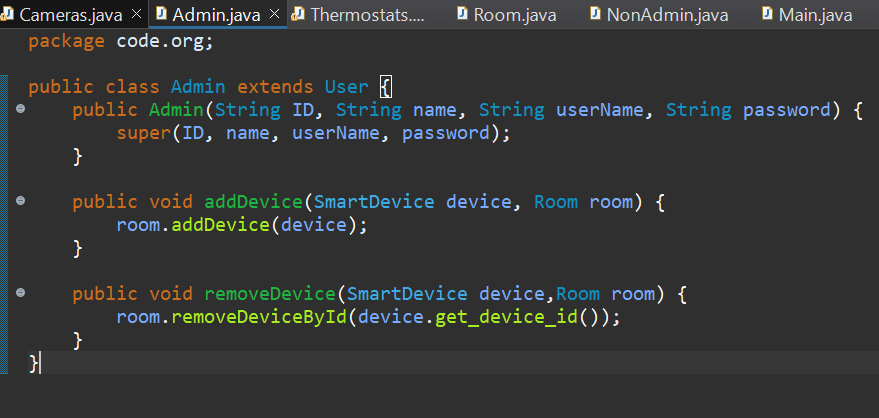 Cameras.java Admin.java Thermostats.... Room.java NonAdmin.java Main.java
package code.org;
public class Admin extends User {
public Admin(String ID, String name, String userName, String password) {
super(ID, name, userName, password);
}
public void addDevice(SmartDevice device, Room room) {
room.addDevice(device);
}
public void removeDevice(SmartDevice device,Room room) {
room.removeDeviceById(device.get_device_id());
}
}